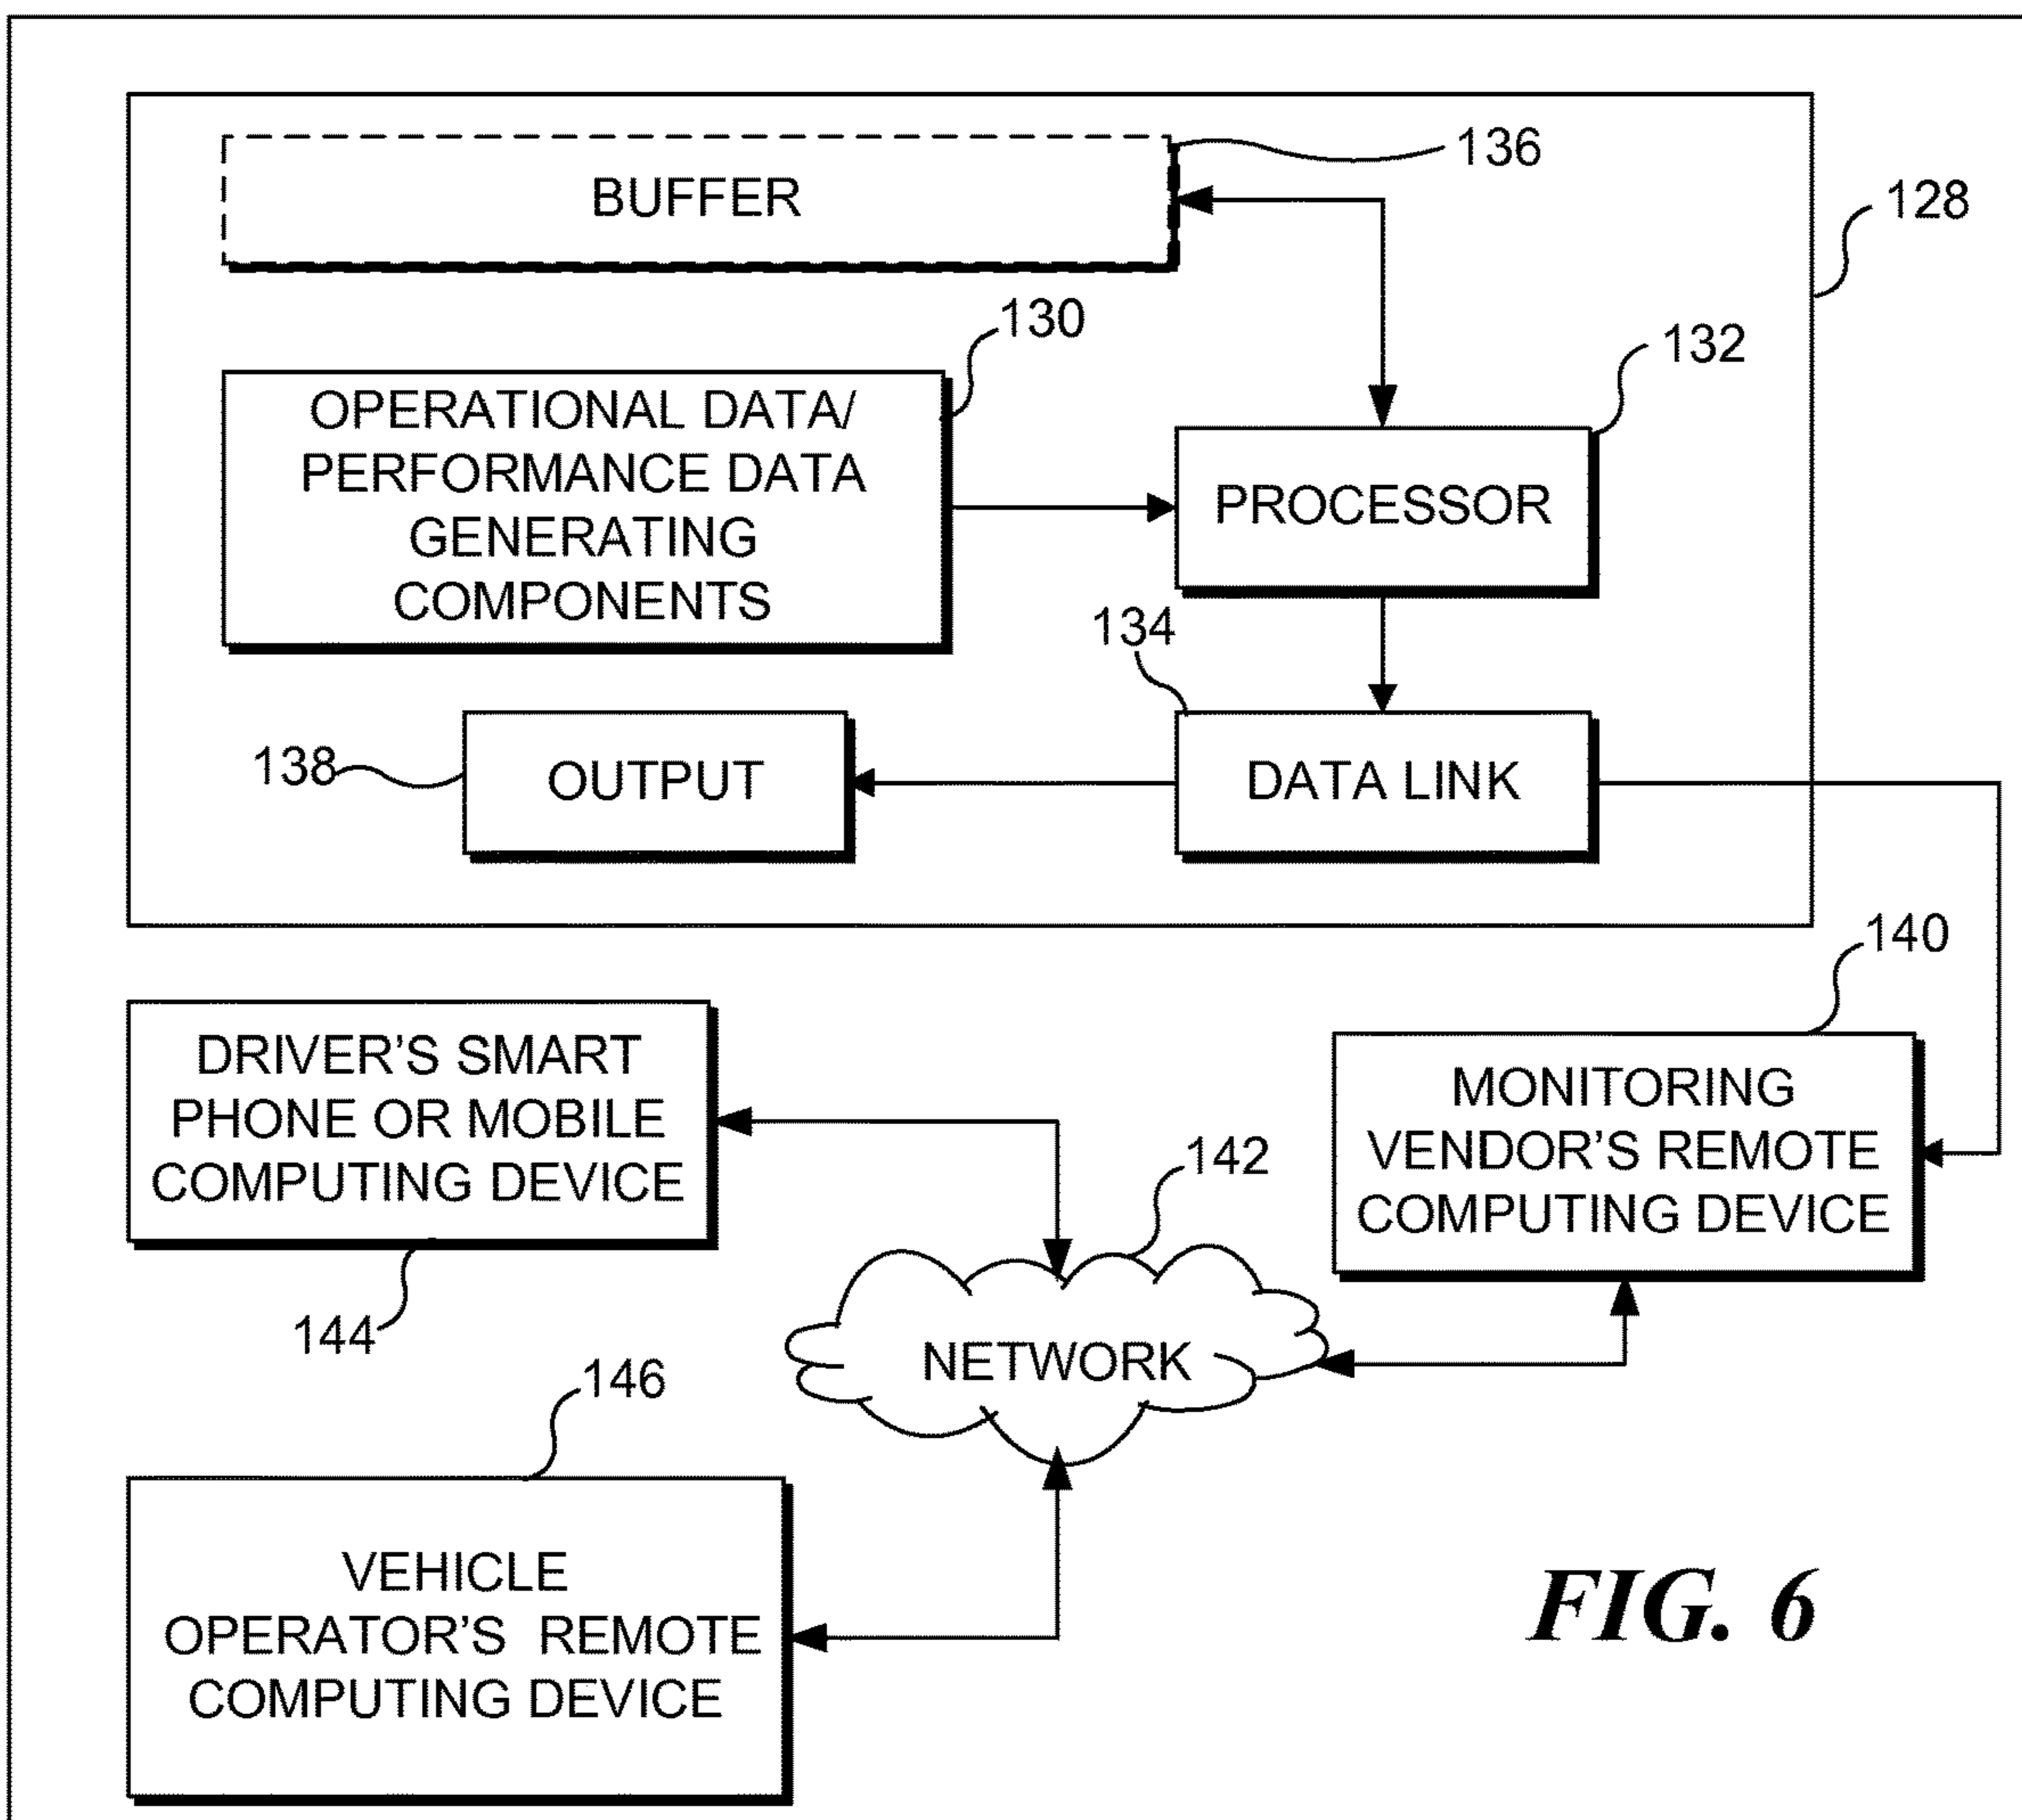 136
BUFFER
128
130
132
OPERATIONAL DATA/
PERFORMANCE DATA
GENERATING
COMPONENTS
PROCESSOR
134
138
OUTPUT
DATA LINK
140
DRIVER'S SMART
PHONE OR MOBILE
COMPUTING DEVICE
MONITORING
VENDOR'S REMOTE
COMPUTING DEVICE
142
144
NETWORK
146
VEHICLE
OPERATOR'S REMOTE
COMPUTING DEVICE
FIG. 6